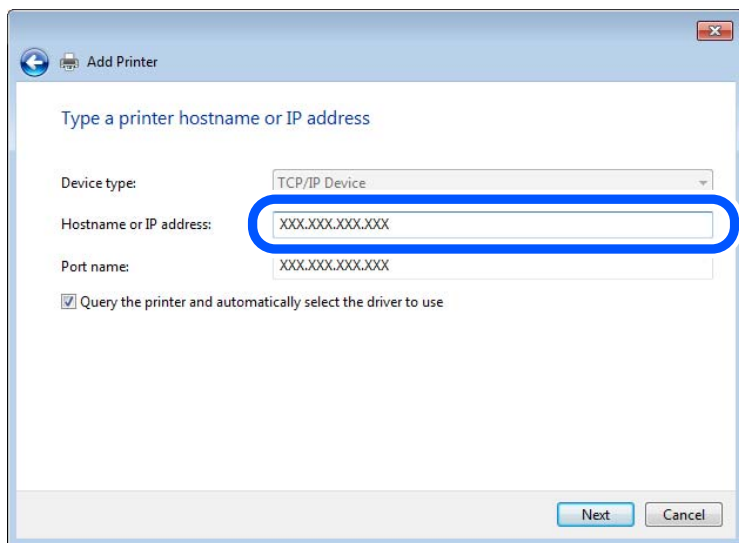 Add Printer
Type a printer hostname or IP address
Device type: TCP/IP Device
Hostname or IP address: XXX.XXX.XXX.XXX
Port name: XXX.XXX.XXX.XXX
Query the printer and automatically select the driver to use
Next Cancel